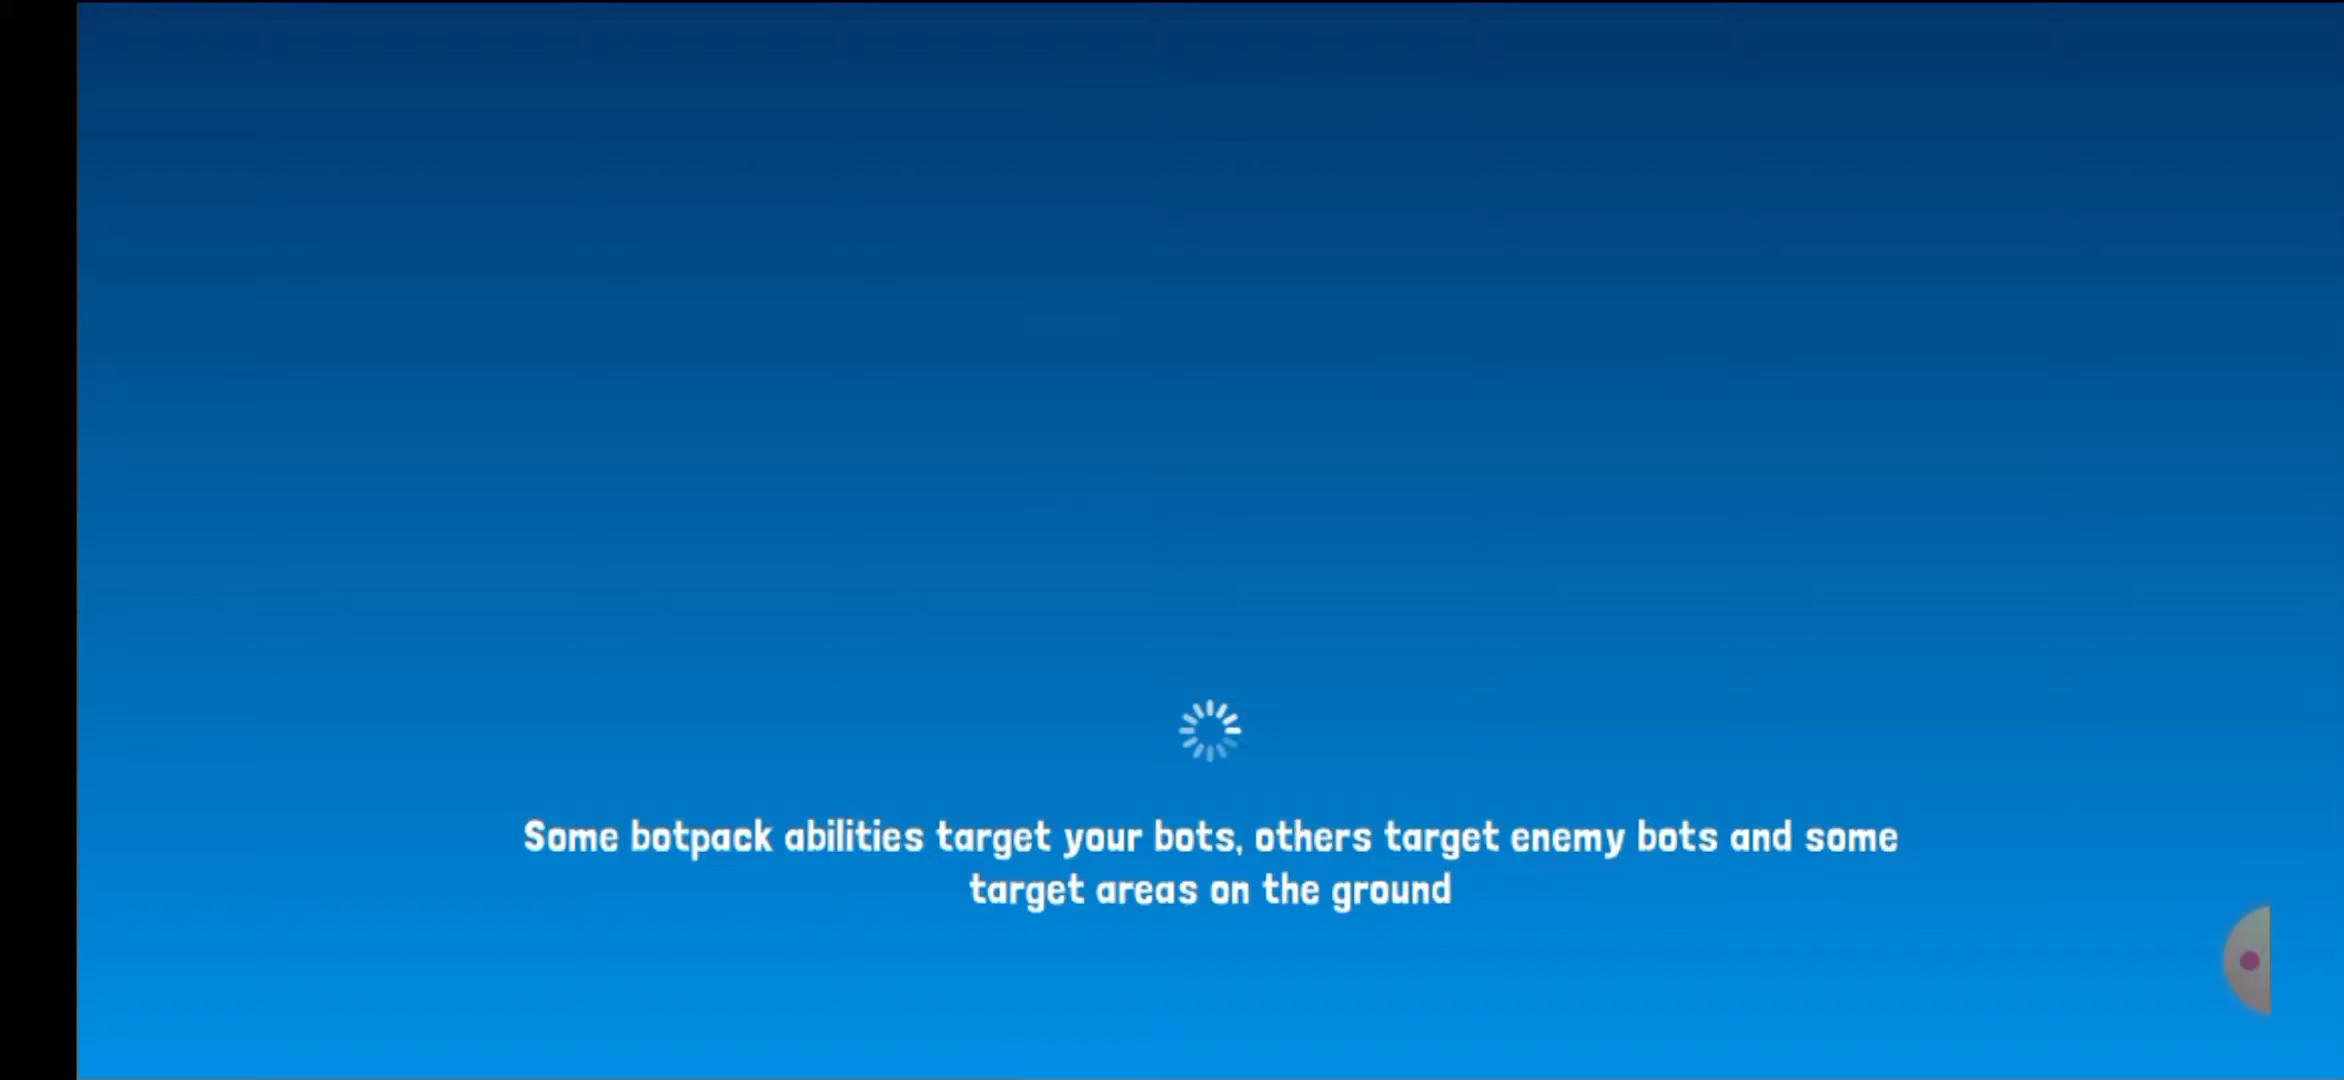 Some botpack abilities target your bots, others target enemy bots and some
target areas on the ground